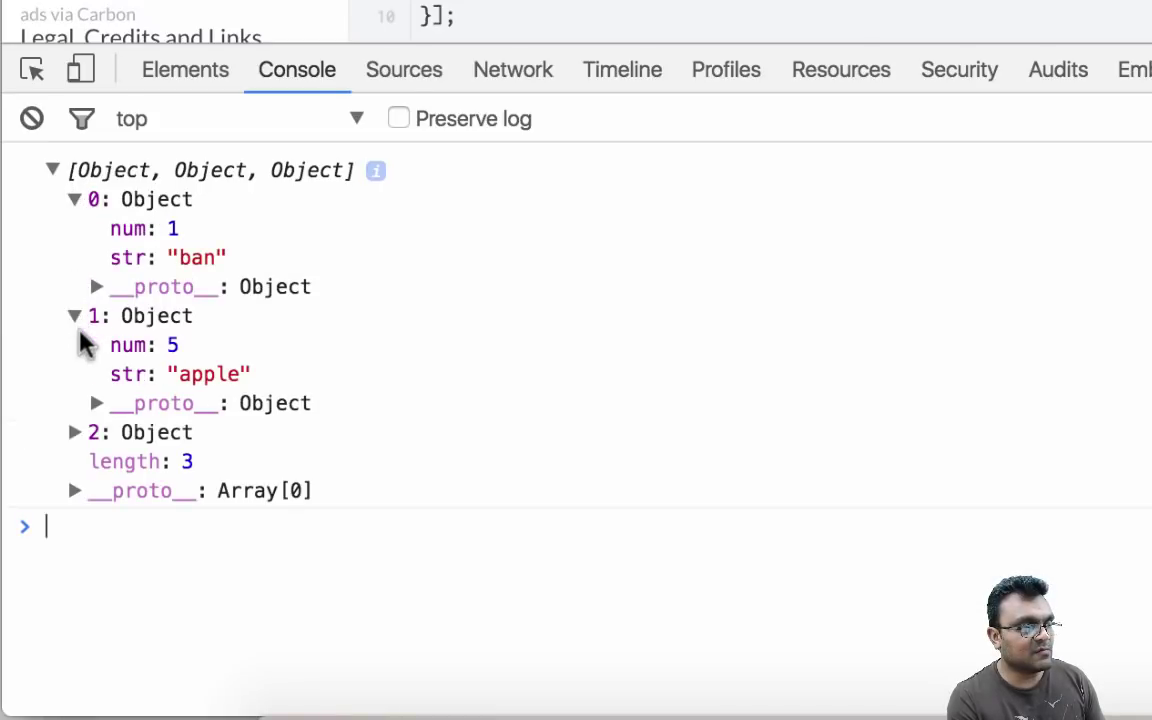 ads via Carbon
Legal, Credits and Links
10 }];
Elements Console Sources Network Timeline Profiles Resources Security Audits Emb
top Preserve log
[Object, Object, Object] i
0: Object
num: 1
str: "ban"
__proto__: Object
1: Object
num: 5
str: "apple"
__proto__: Object
2: Object
length: 3
__proto__: Array[0]
>